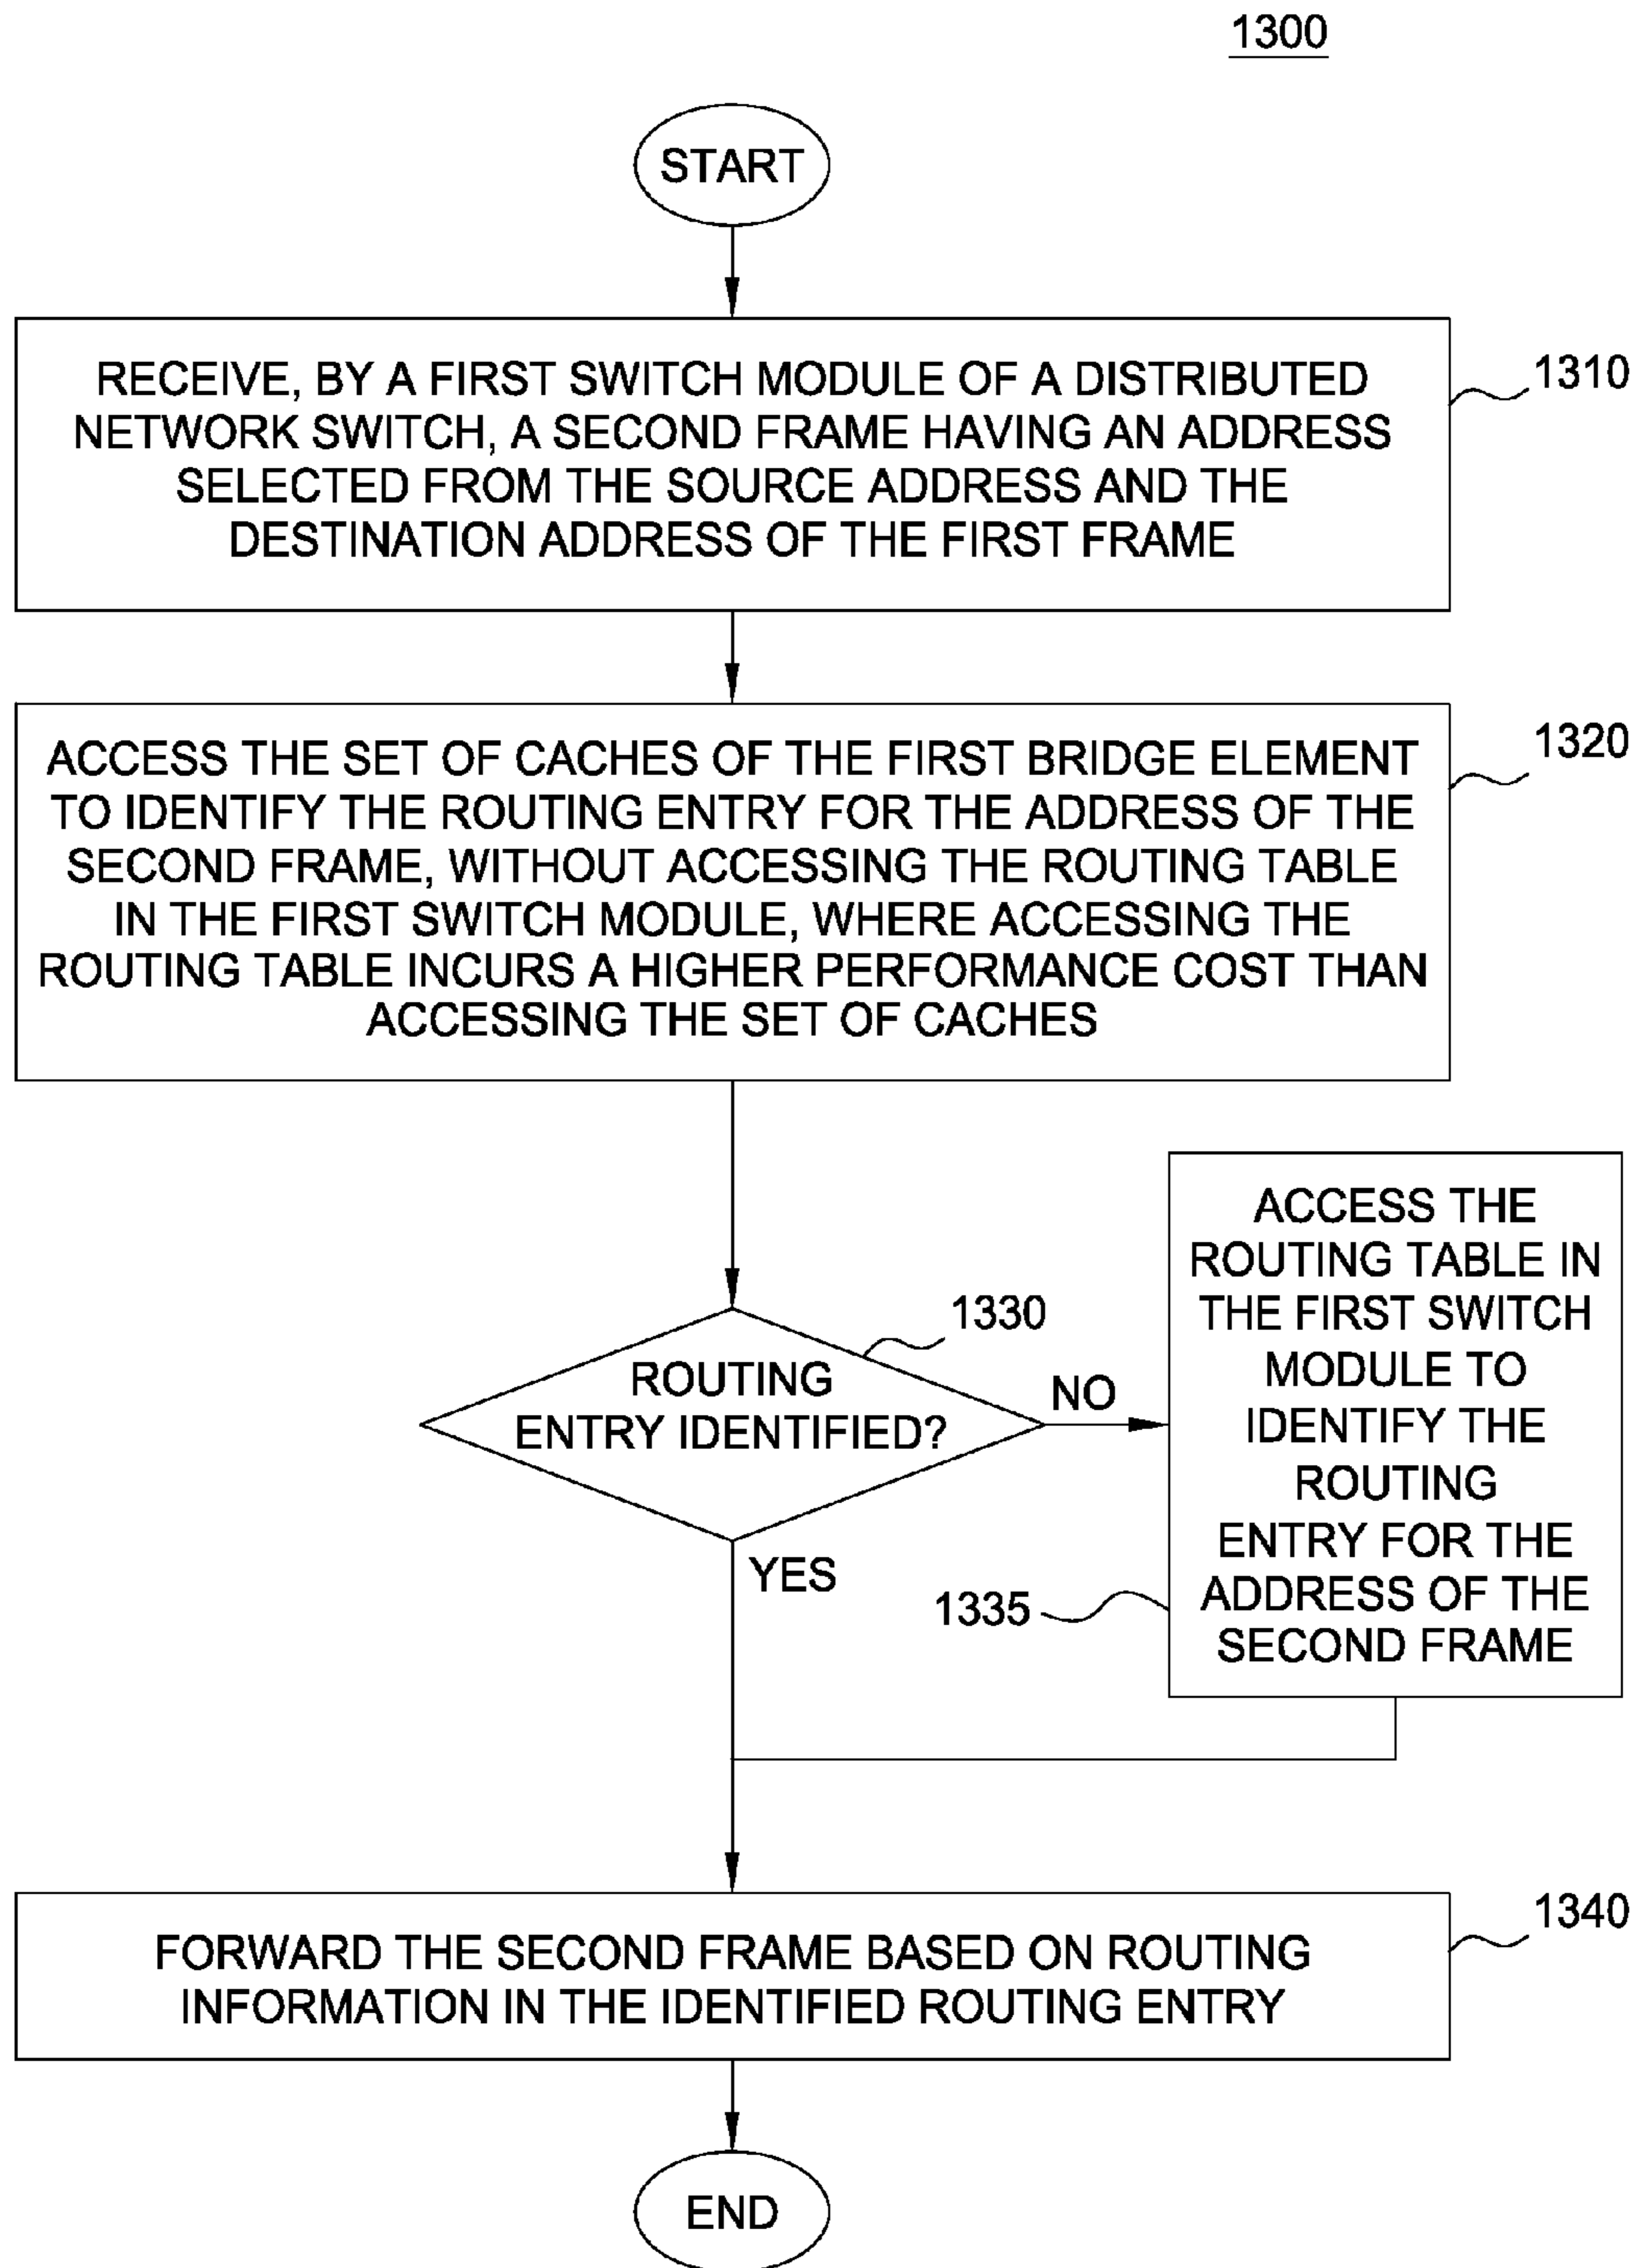 1300
START
RECEIVE, BY A FIRST SWITCH MODULE OF A DISTRIBUTED
NETWORK SWITCH, A SECOND FRAME HAVING AN ADDRESS
SELECTED FROM THE SOURCE ADDRESS AND THE
DESTINATION ADDRESS OF THE FIRST FRAME
1310
ACCESS THE SET OF CACHES OF THE FIRST BRIDGE ELEMENT
TO IDENTIFY THE ROUTING ENTRY FOR THE ADDRESS OF THE
SECOND FRAME, WITHOUT ACCESSING THE ROUTING TABLE
IN THE FIRST SWITCH MODULE, WHERE ACCESSING THE
ROUTING TABLE INCURS A HIGHER PERFORMANCE COST THAN
ACCESSING THE SET OF CACHES
1320
ROUTING
ENTRY IDENTIFIED?
1330
NO
YES
ACCESS THE
ROUTING TABLE IN
THE FIRST SWITCH
MODULE TO
IDENTIFY THE
ROUTING
ENTRY FOR THE
ADDRESS OF THE
SECOND FRAME
1335
FORWARD THE SECOND FRAME BASED ON ROUTING
INFORMATION IN THE IDENTIFIED ROUTING ENTRY
1340
END